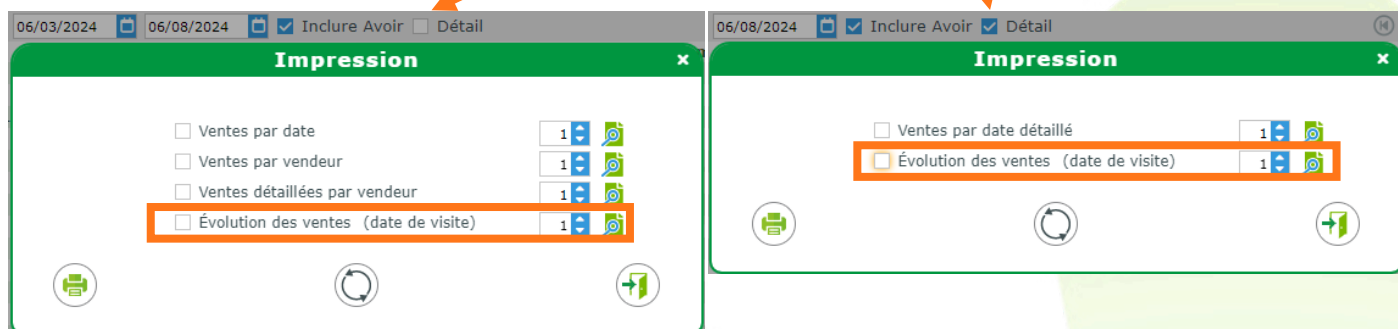 06/03/2024 06/08/2024 Inclure Avoir Détail
Impression x
Ventes par date 1
Ventes par vendeur 1
Ventes détaillées par vendeur 1
Évolution des ventes (date de visite) 1
06/08/2024 Inclure Avoir Détail
Impression x
Ventes par date détaillé 1
Évolution des ventes (date de visite) 1